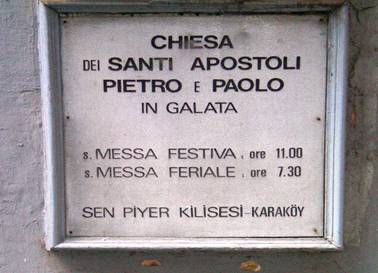 CHIESA
DEI SANTI APOSTOLI
PIETRO E PAOLO
IN GALATA
S. MESSA FESTIVA, ore 11.00
S. MESSA FERIALE, ore 7.30
SEN PİYER KİLİSESİ-KARAKÖY